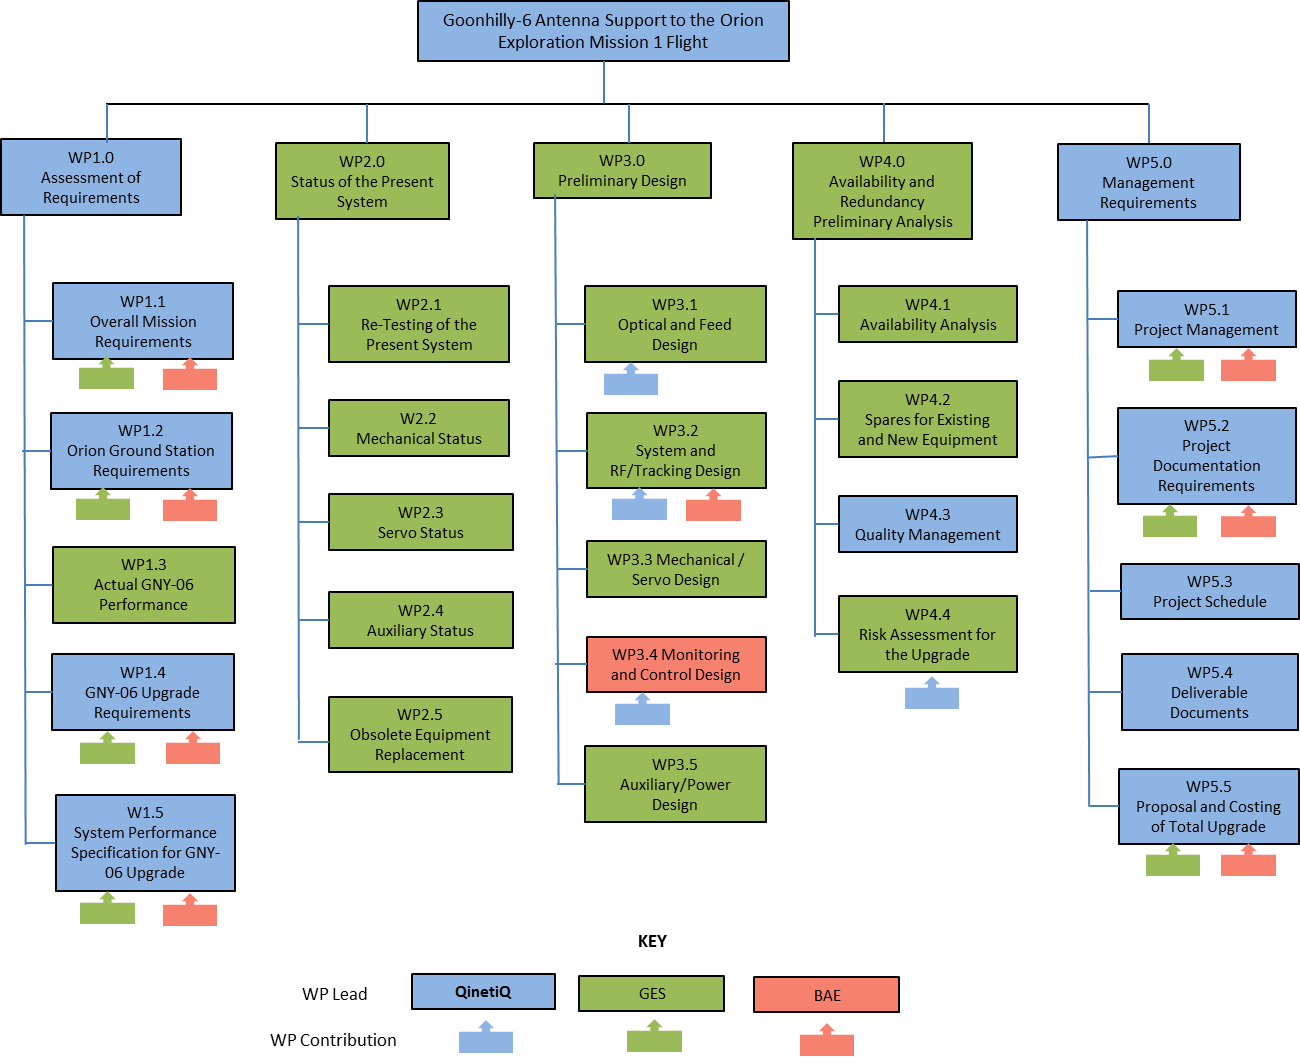 Goonhilly-6 Antenna Support to the Orion
Exploration Mission 1 Flight
WP1.0
Assessment of
Requirements
WP1.1
Overall Mission
Requirements
WP1.2
Orion Ground Station
Requirements
WP1.3
Actual GNY-06
Performance
WP1.4
GNY-06 Upgrade
Requirements
W1.5
System Performance
Specification for GNY-
06 Upgrade
WP2.0
Status of the Present
System
WP2.1
Re-Testing of the
Present System
W2.2
Mechanical Status
WP2.3
Servo Status
WP2.4
Auxiliary Status
WP2.5
Obsolete Equipment
Replacement
WP3.0
Preliminary Design
WP3.1
Optical and Feed
Design
WP3.2
System and
RF/Tracking Design
WP3.3 Mechanical /
Servo Design
WP3.4 Monitoring
and Control Design
WP3.5
Auxiliary/Power
Design
WP4.0
Availability and
Redundancy
Preliminary Analysis
WP4.1
Availability Analysis
WP4.2
Spares for Existing
and New Equipment
WP4.3
Quality Management
WP4.4
Risk Assessment for
the Upgrade
WP5.0
Management
Requirements
WP5.1
Project Management
WP5.2
Project
Documentation
Requirements
WP5.3
Project Schedule
WP5.4
Deliverable
Documents
WP5.5
Proposal and Costing
of Total Upgrade
KEY
WP Lead
QinetiQ
GES
BAE
WP Contribution